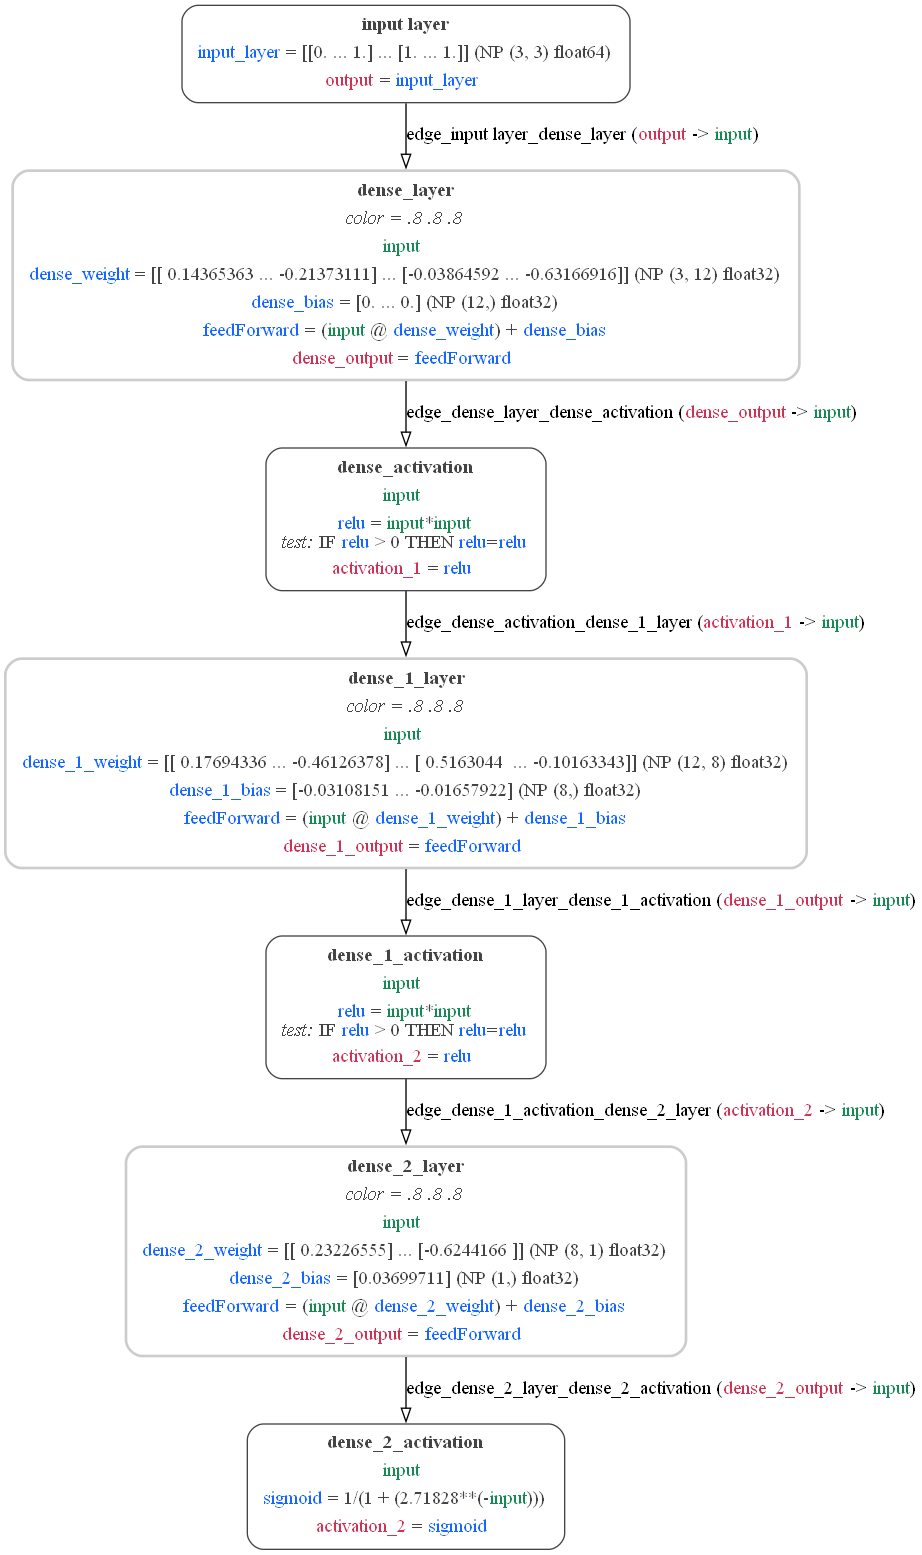 input layer
input_layer = [[0. ... 1.] ... [1. ... 1.]] (NP (3, 3) float64)
output = input_layer
edge_input layer_dense_layer (output -> input)
dense_layer
color = .8 .8 .8
input
dense_weight = [[ 0.14365363 ... -0.21373111] ... [-0.03864592 ... -0.63166916]] (NP (3, 12) float32)
dense_bias = [0. ... 0.] (NP (12,) float32)
feedForward = (input @ dense_weight) + dense_bias
dense_output = feedForward
edge_dense_layer_dense_activation (dense_output -> input)
dense_activation
input
relu = input*input
test: IF relu > 0 THEN relu=relu
activation_1 = relu
edge_dense_activation_dense_1_layer (activation_1 -> input)
dense_1_layer
color = .8 .8 .8
input
dense_1_weight = [[ 0.17694336 ... -0.46126378] ... [ 0.5163044  ... -0.10163343]] (NP (12, 8) float32)
dense_1_bias = [-0.03108151 ... -0.01657922] (NP (8,) float32)
feedForward = (input @ dense_1_weight) + dense_1_bias
dense_1_output = feedForward
edge_dense_1_layer_dense_1_activation (dense_1_output -> input)
dense_1_activation
input
relu = input*input
test: IF relu > 0 THEN relu=relu
activation_2 = relu
edge_dense_1_activation_dense_2_layer (activation_2 -> input)
dense_2_layer
color = .8 .8 .8
input
dense_2_weight = [[ 0.23226555] ... [-0.6244166 ]] (NP (8, 1) float32)
dense_2_bias = [0.03699711] (NP (1,) float32)
feedForward = (input @ dense_2_weight) + dense_2_bias
dense_2_output = feedForward
edge_dense_2_layer_dense_2_activation (dense_2_output -> input)
dense_2_activation
input
sigmoid = 1/(1 + (2.71828**(-input)))
activation_2 = sigmoid